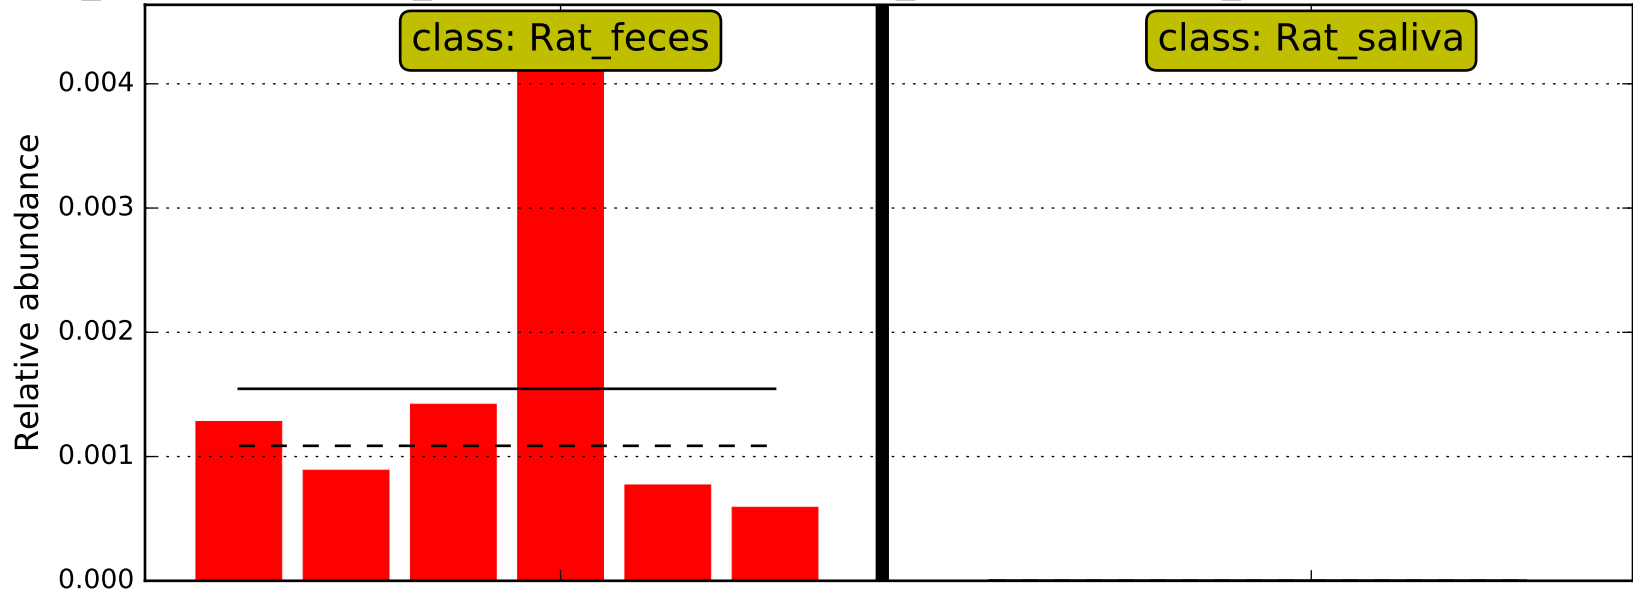 class: Rat_feces
class: Rat_saliva
0.004
0.003
0.002
0.001
0.000
Relative abundance